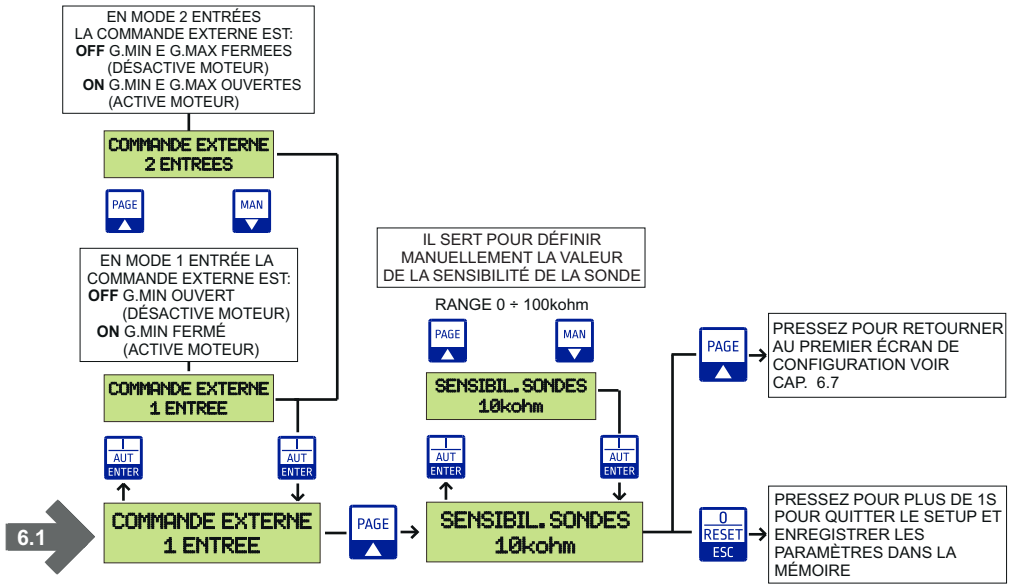 EN MODE 2 ENTRÉES
LA COMMANDE EXTERNE EST:
OFF G.MIN E G.MAX FERMEES
(DÉSACTIVE MOTEUR)
ON G.MIN E G.MAX OUVERTES
(ACTIVE MOTEUR)
COMMANDE EXTERNE
2 ENTREES
PAGE
MAN
EN MODE 1 ENTRÉE LA
COMMANDE EXTERNE EST:
OFF G.MIN OUVERT
(DÉSACTIVE MOTEUR)
ON G.MIN FERMÉ
(ACTIVE MOTEUR)
COMMANDE EXTERNE
1 ENTREE
I
AUT
ENTER
I
AUT
ENTER
6.1
COMMANDE EXTERNE
1 ENTREE
PAGE
IL SERT POUR DÉFINIR
MANUELLEMENT LA VALEUR
DE LA SENSIBILITÉ DE LA SONDE
RANGE 0 ÷ 100kohm
PAGE
MAN
SENSIBIL.SONDES
10kohm
I
AUT
ENTER
I
AUT
ENTER
SENSIBIL.SONDES
10kohm
PAGE
PRESSEZ POUR RETOURNER
AU PREMIER ÉCRAN DE
CONFIGURATION VOIR
CAP. 6.7
0
RESET
ESC
PRESSEZ POUR PLUS DE 1S
POUR QUITTER LE SETUP ET
ENREGISTRER LES
PARAMÈTRES DANS LA
MÉMOIRE